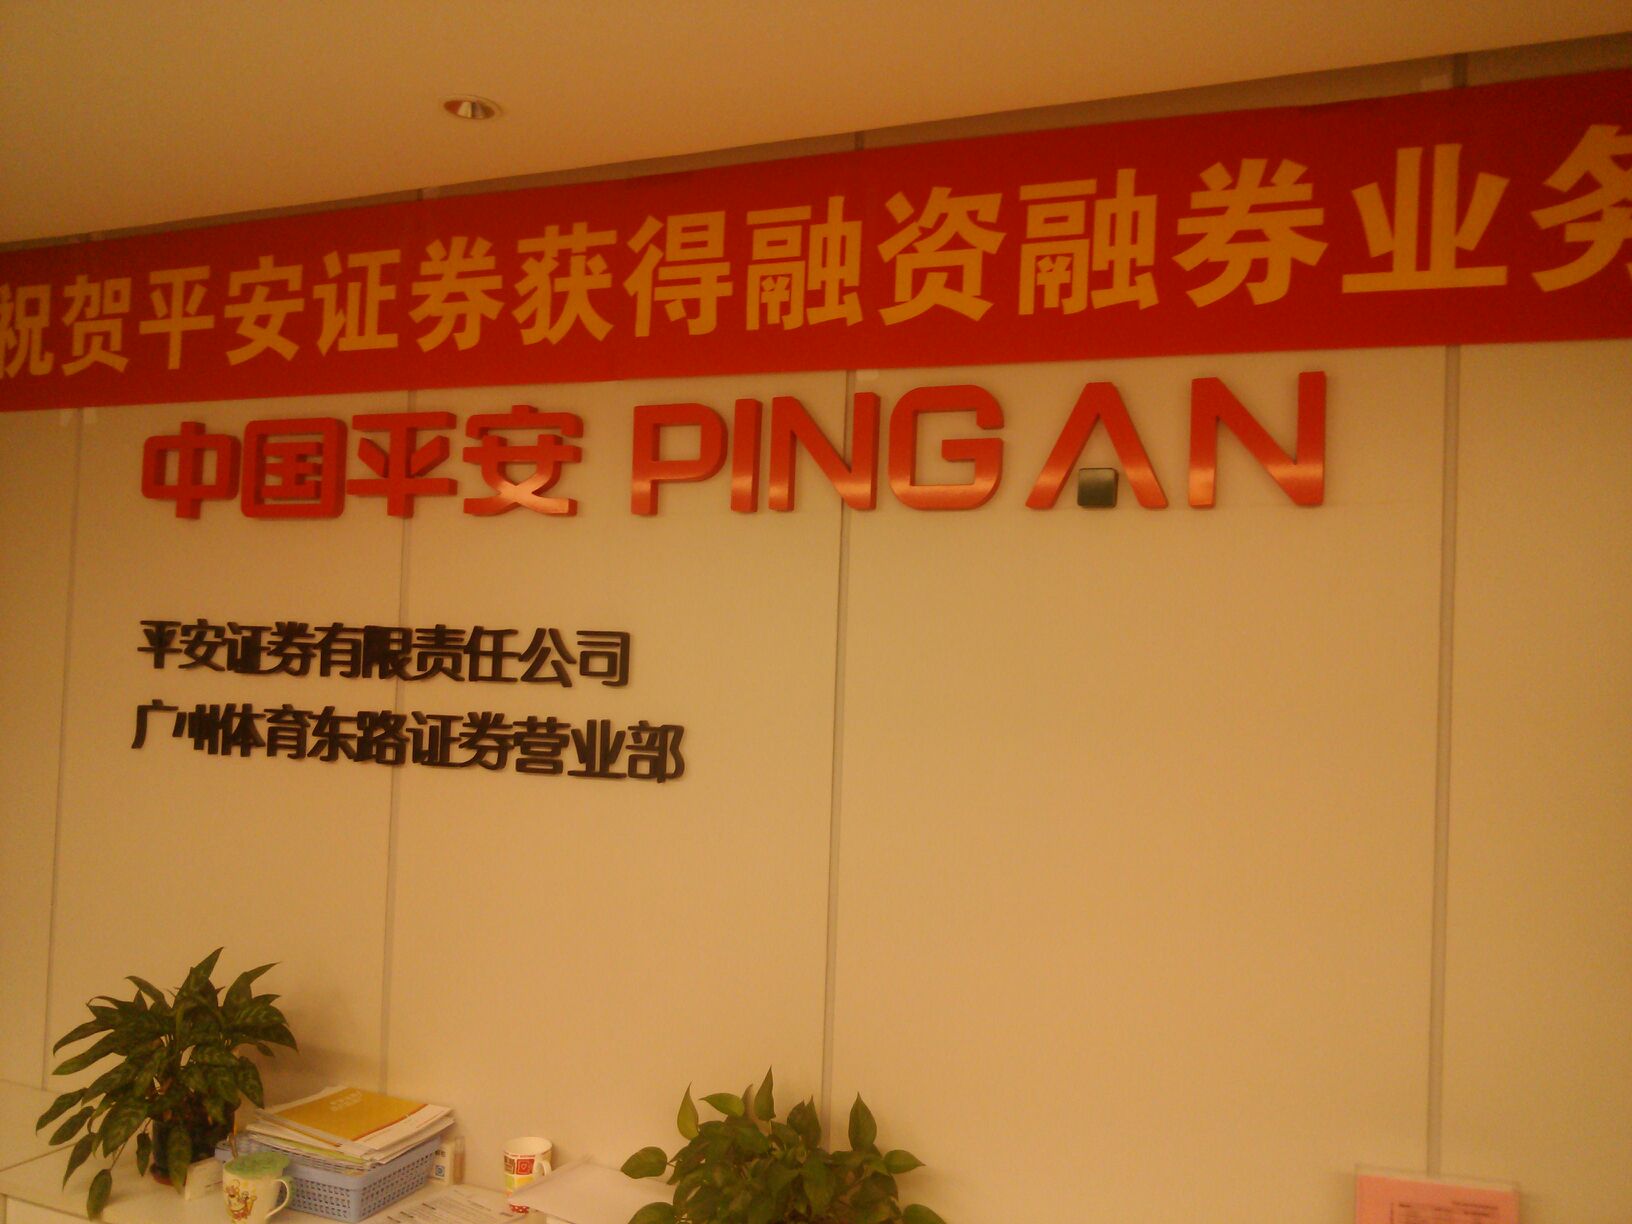 祝贺平安证券获得融资融券业务
中国平安 PING AN
平安证券有限责任公司
广州体育东路证券营业部